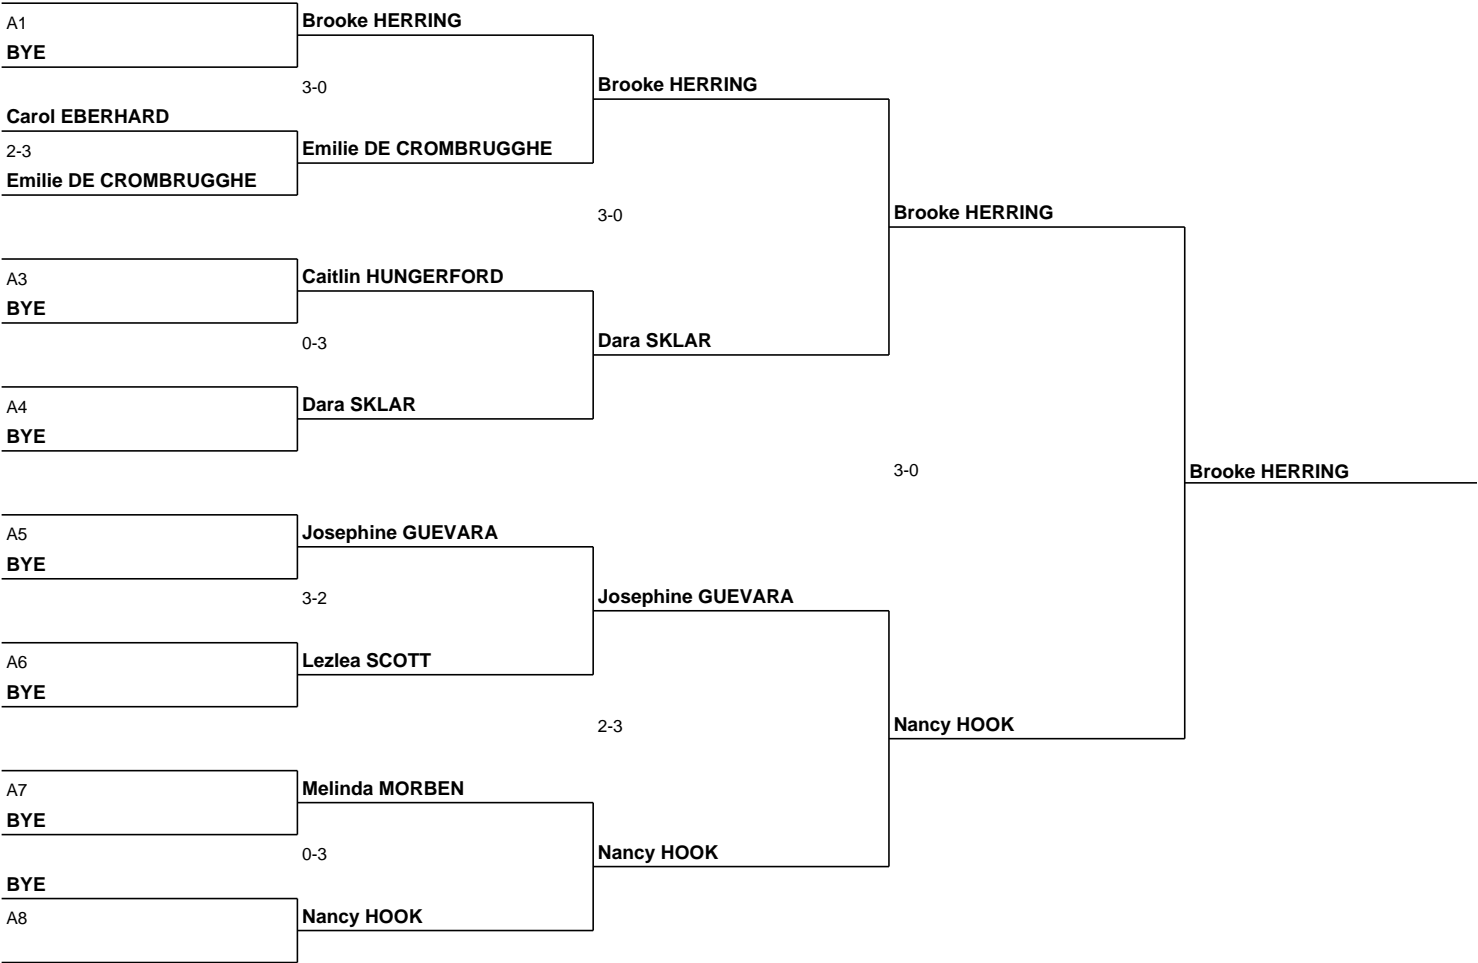 A1
BYE
Brooke HERRING
3-0
Carol EBERHARD
2-3
Emilie DE CROMBRUGGHE
Emilie DE CROMBRUGGHE
Brooke HERRING
3-0
A3
BYE
Caitlin HUNGERFORD
0-3
A4
BYE
Dara SKLAR
Dara SKLAR
Brooke HERRING
3-0
Brooke HERRING
A5
BYE
Josephine GUEVARA
3-2
A6
BYE
Lezlea SCOTT
Josephine GUEVARA
2-3
A7
BYE
Melinda MORBEN
0-3
BYE
A8
Nancy HOOK
Nancy HOOK
Nancy HOOK